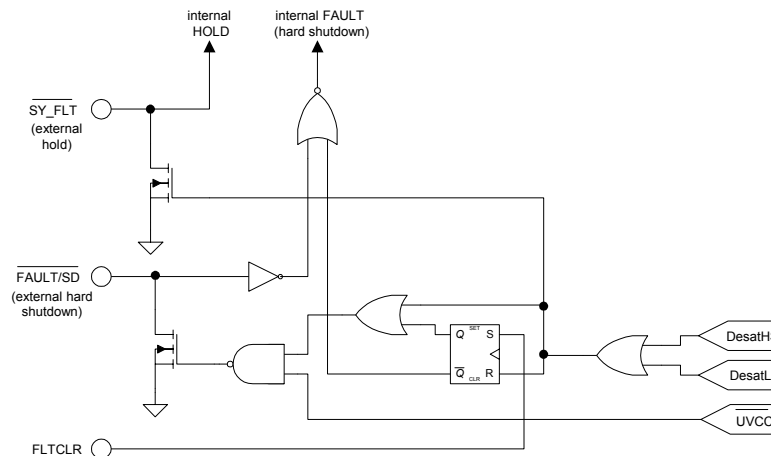 internal
HOLD
internal FAULT
(hard shutdown)
SY_FLT
(external
hold)
FAULT/SD
(external hard
shutdown)
Q
SET
S
Q
CLR
R
DesatH
DesatL
UVCC
FLTCLR